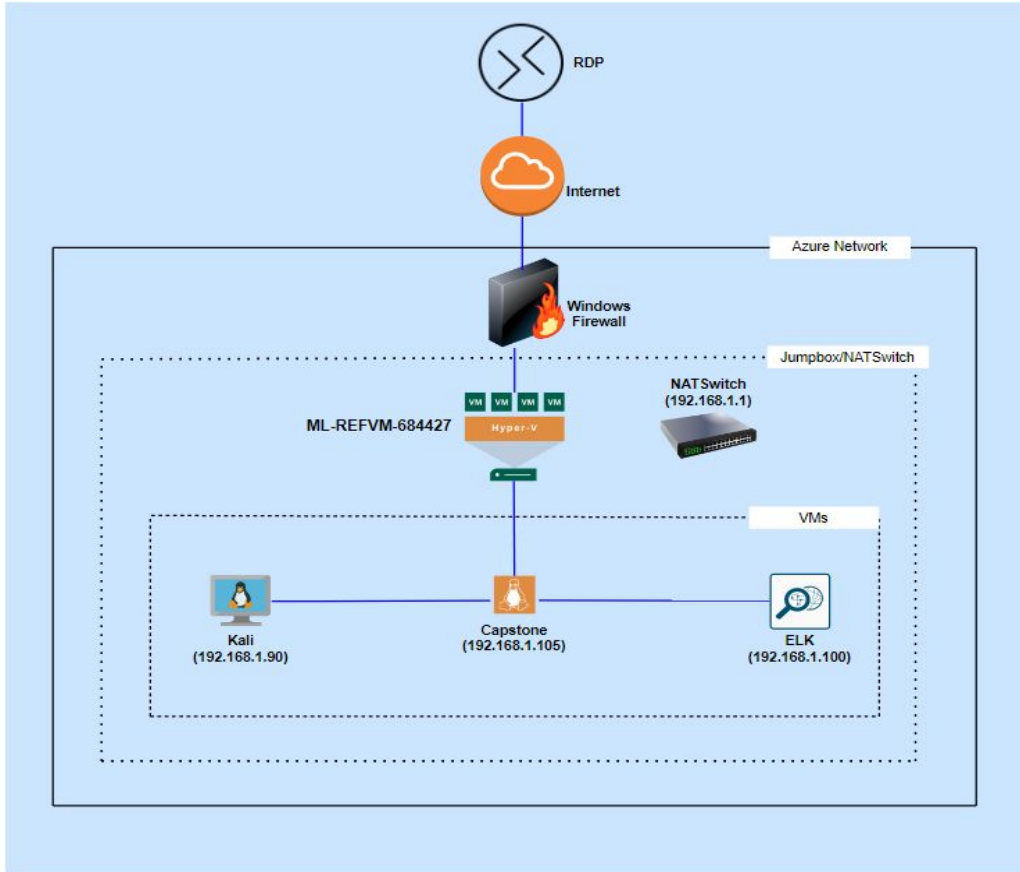 RDP
Internet
Azure Network
Windows
Firewall
Jumpbox/NATSwitch
NATSwitch
(192.168.1.1)
VM VM VM VM
ML-REFVM-684427
Hyper-V
VMs
Kali
(192.168.1.90)
Capstone
(192.168.1.105)
ELK
(192.168.1.100)